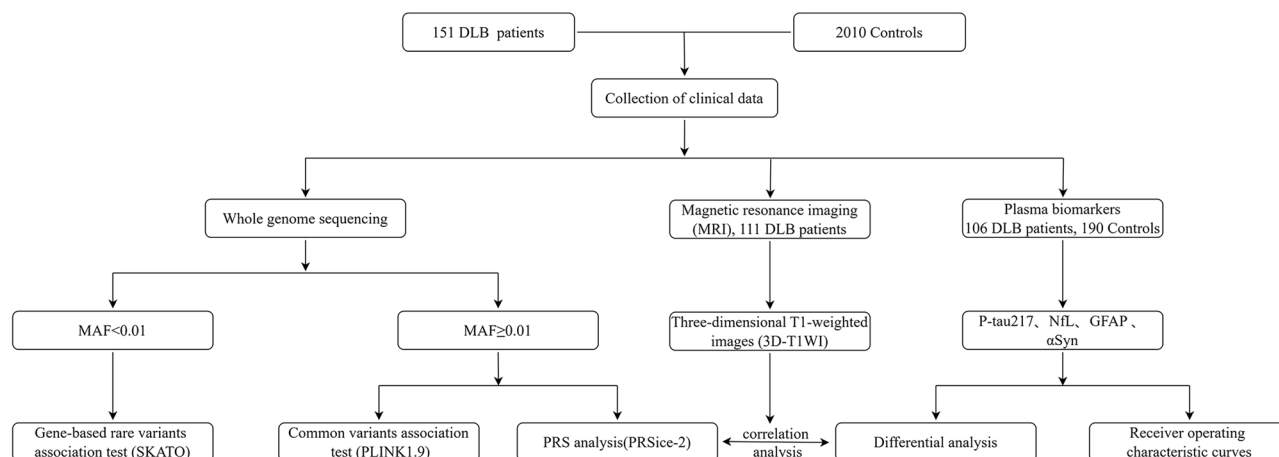 151 DLB patients
2010 Controls
Collection of clinical data
Whole genome sequencing
Magnetic resonance imaging
(MRI), 111 DLB patients
Plasma biomarkers
106 DLB patients, 190 Controls
MAF<0.01
MAF≥0.01
Three-dimensional T1-weighted
images (3D-T1WI)
P-tau217、NfL、GFAP 、
αSyn
Gene-based rare variants
association test (SKATO)
Common variants association
test (PLINK1.9)
PRS analysis(PRSice-2)
correlation
analysis
Differential analysis
Receiver operating
characteristic curves